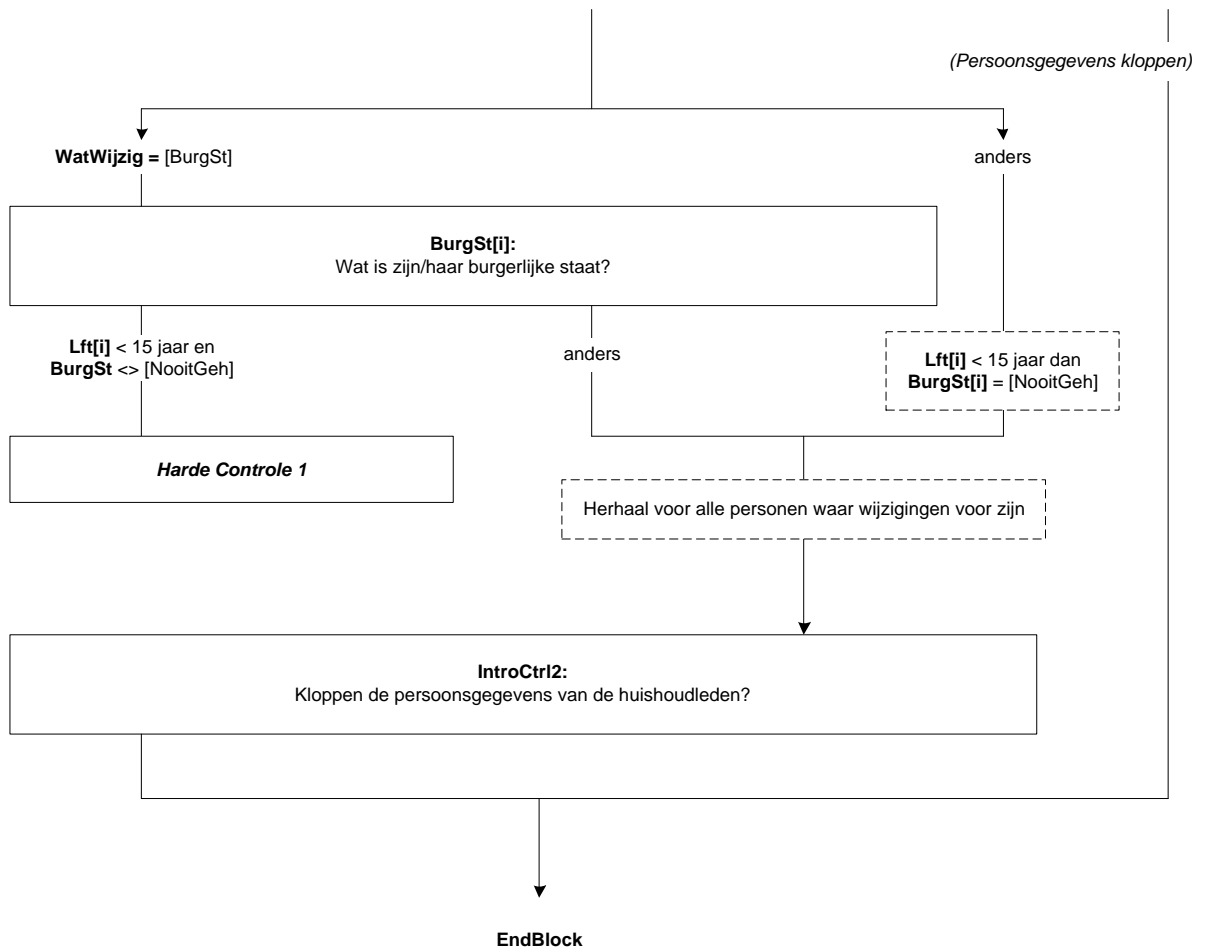 (Persoonsgegevens kloppen)
WatWijzig = [BurgSt]
anders
BurgSt[i]:
Wat is zijn/haar burgerlijke staat?
Lft[i] < 15 jaar en
BurgSt <> [NooitGeh]
anders
Lft[i] < 15 jaar dan
BurgSt[i] = [NooitGeh]
Harde Controle 1
Herhaal voor alle personen waar wijzigingen voor zijn
IntroCtrl2:
Kloppen de persoonsgegevens van de huishoudleden?
EndBlock